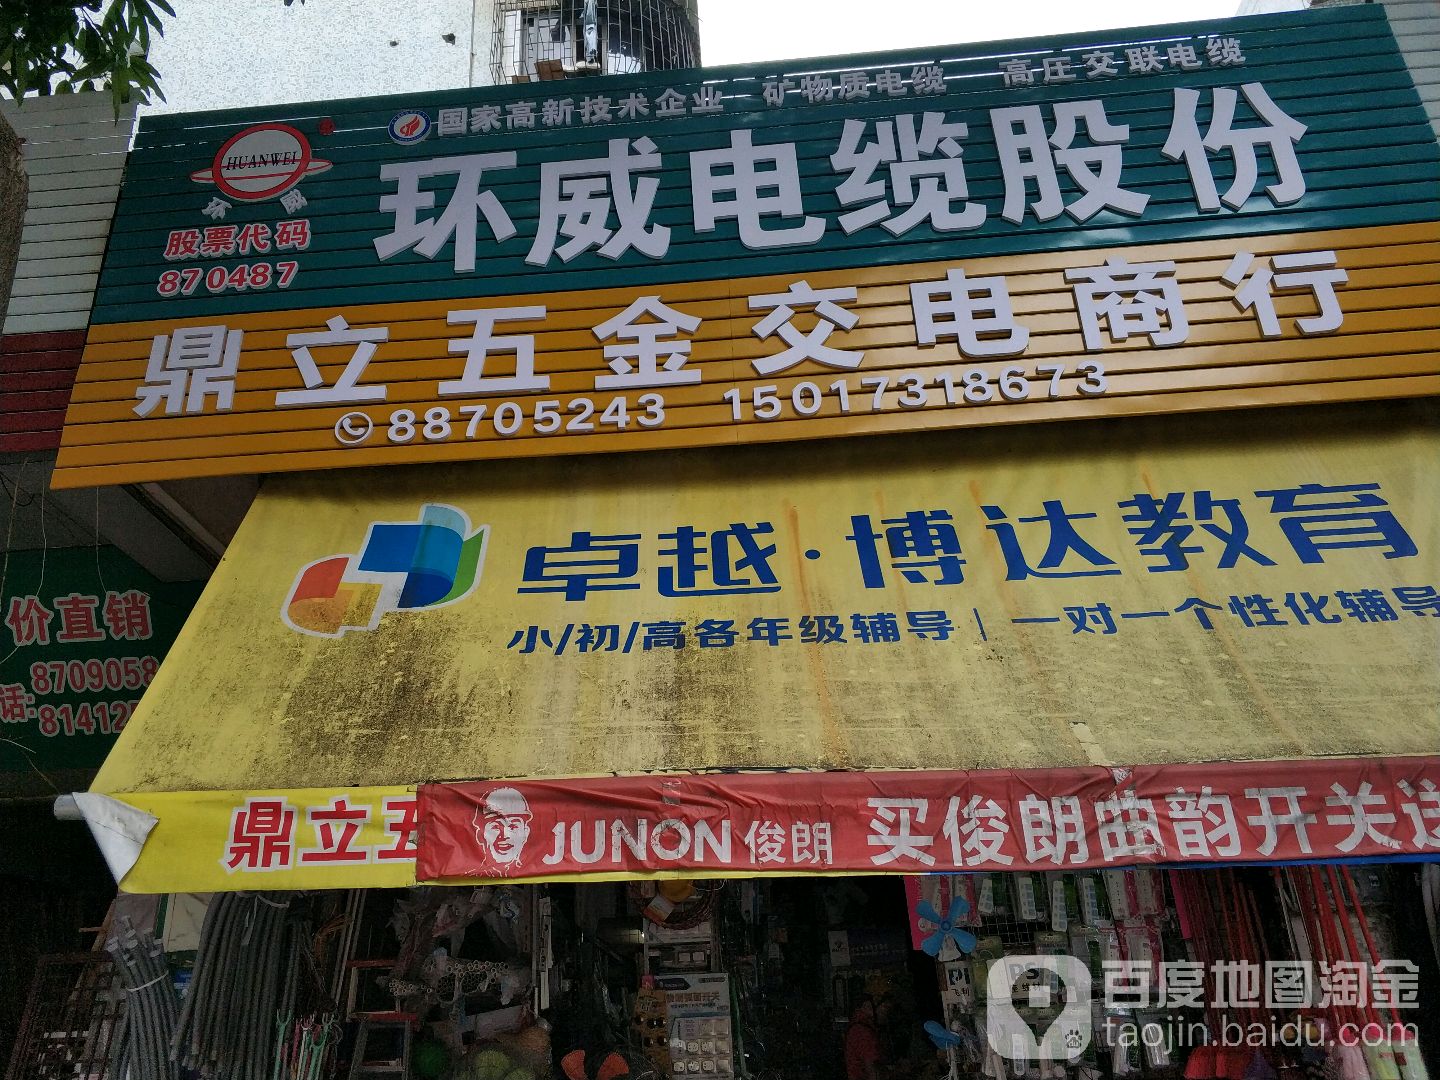 国家高新技术企业 矿物质电缆 高压交联电缆
HUANWEI
环威
环威电缆股份
股票代码
870487
鼎立五金交电商行
88705243 15017318673
卓越·博达教育
小/初/高各年级辅导 | 一对一个性化辅导
价直销
8709058
话:
81412
鼎立五
JUNON 俊朗 买俊朗曲韵开关送
百度地图淘金
taojin.baidu.com